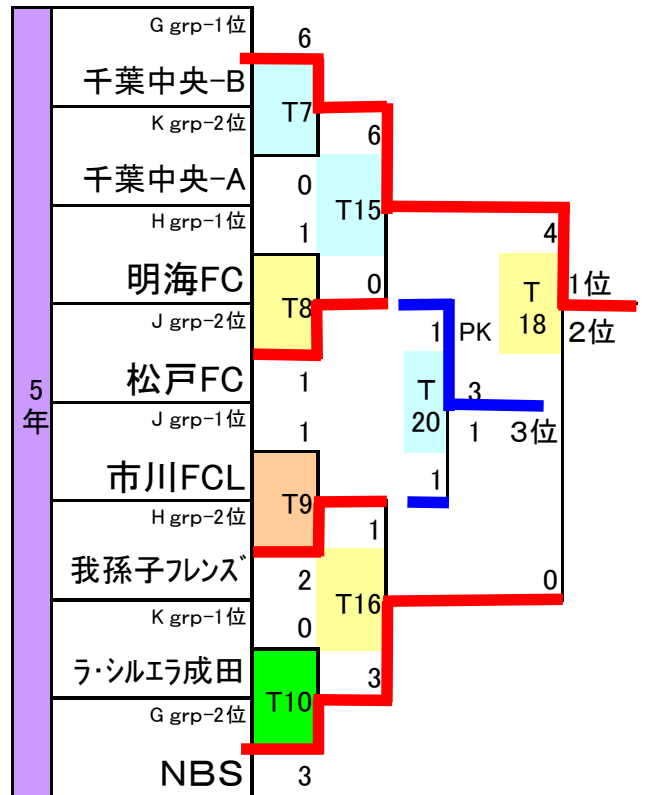 G grp-1位
6
千葉中央-B
T7
K grp-2位
6
千葉中央-A
0
T15
H grp-1位
1
4
明海FC
0
T
18
1位
T8
J grp-2位
1
PK
2位
松戸FC
1
T
20
3
5
年
J grp-1位
1
1
3位
市川FCL
1
T9
H grp-2位
1
我孫子フレンズ
2
0
T16
K grp-1位
0
ラ・シルエラ成田
3
T10
G grp-2位
NBS
3